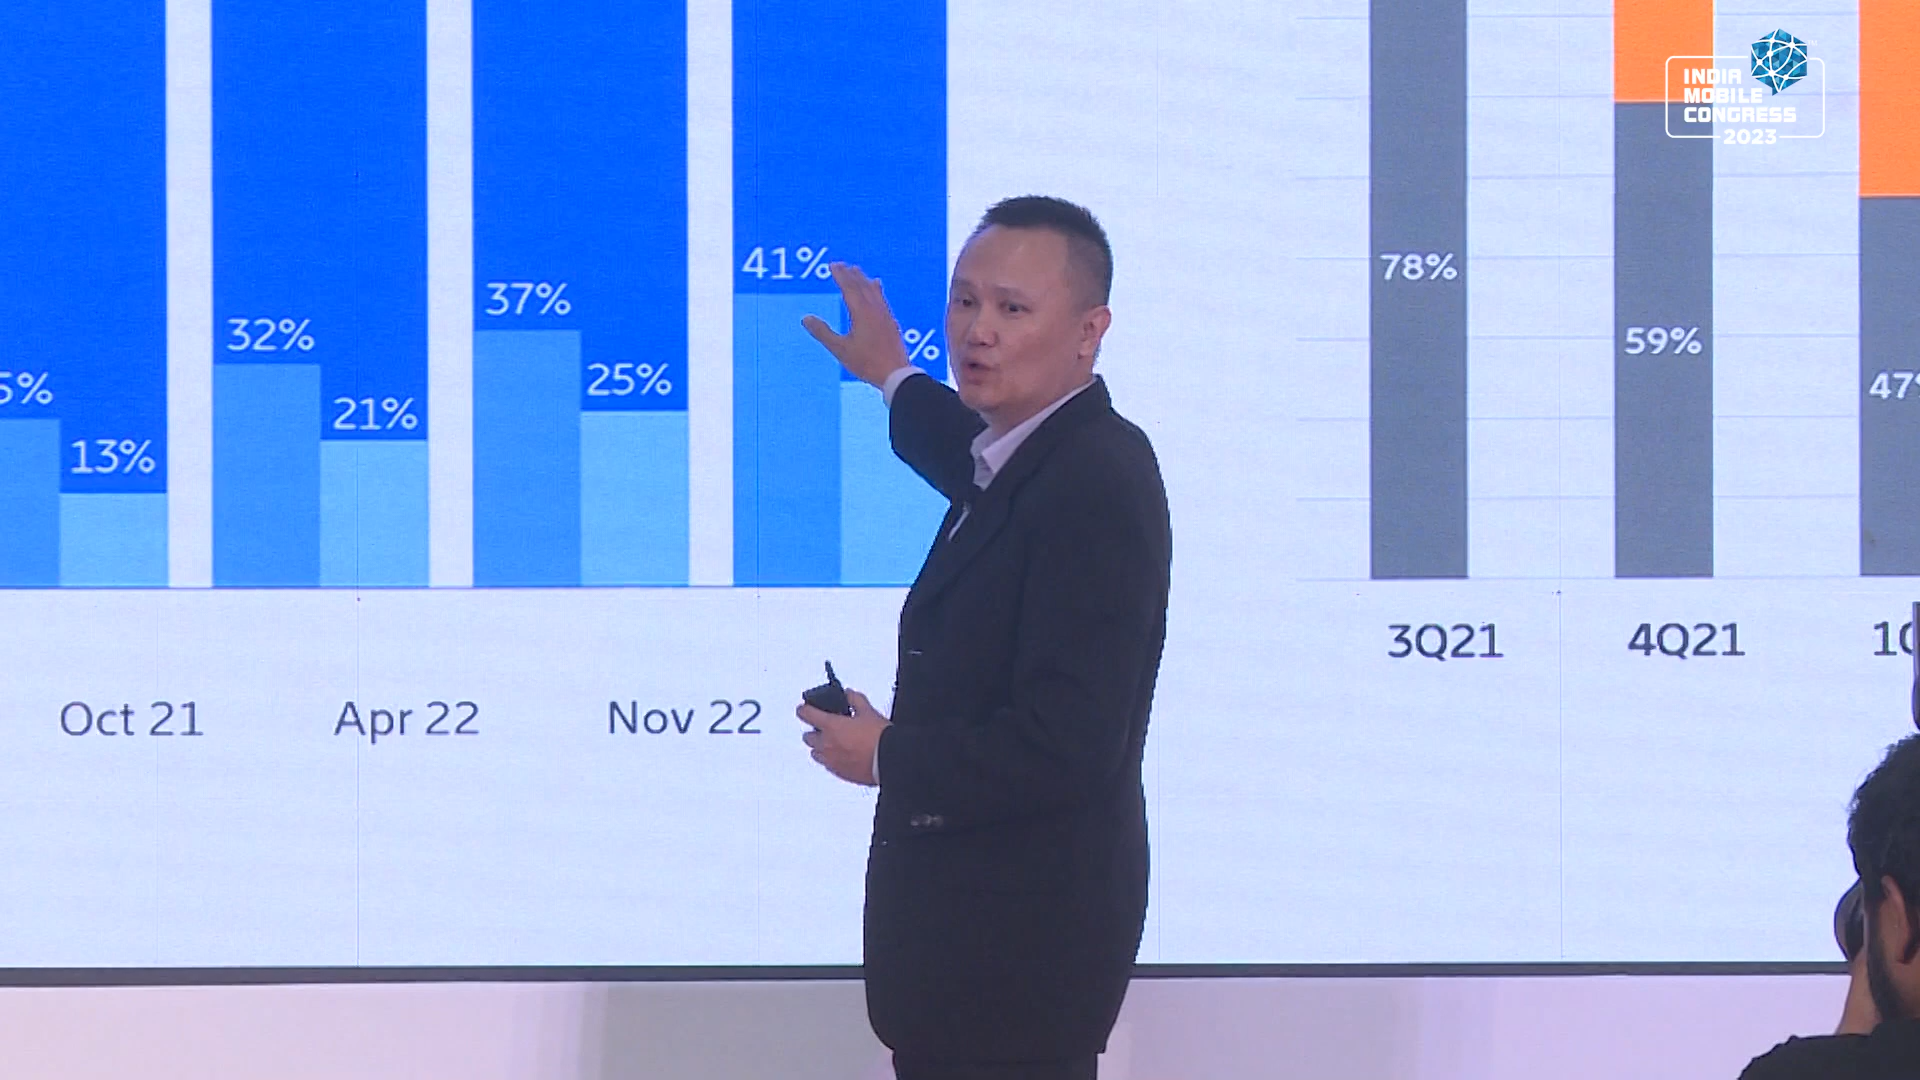 INDIA
MOBILE
CONGRESS
2023
41%
37%
32%
25%
21%
13%
78%
59%
3Q21
4Q21
Oct 21
Apr 22
Nov 22